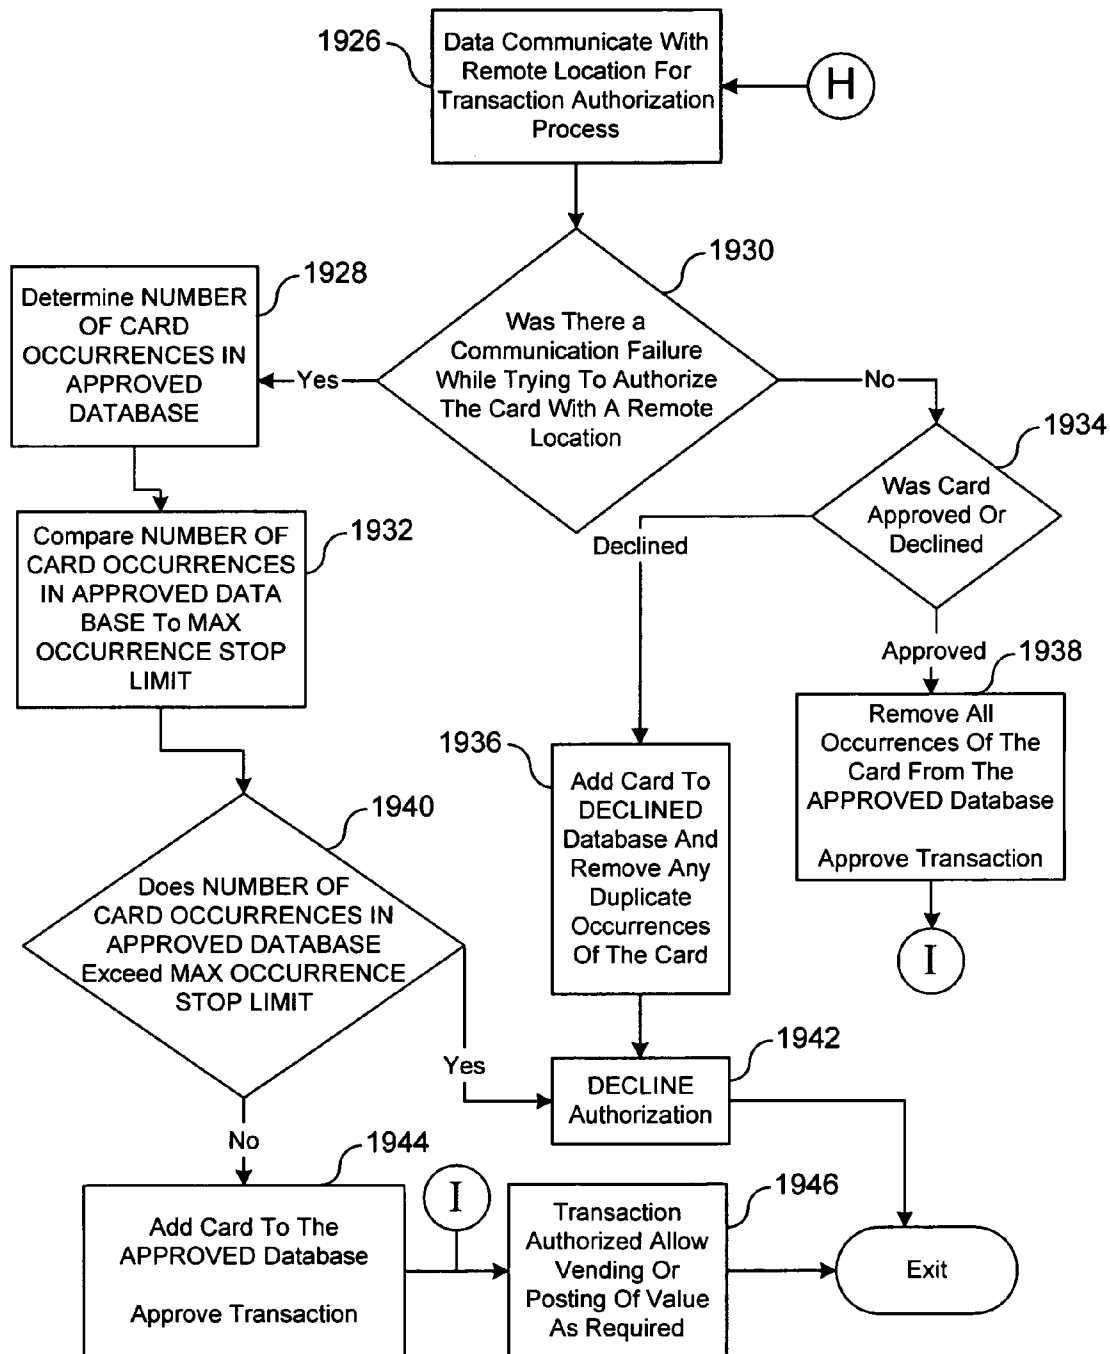 1926
Data Communicate With
Remote Location For
Transaction Authorization
Process
H
1930
Was There a
Communication Failure
While Trying To Authorize
The Card With A Remote
Location
Yes
No
1928
Determine NUMBER
OF CARD
OCCURRENCES IN
APPROVED
DATABASE
1934
Was Card
Approved Or
Declined
Declined
Approved
1932
Compare NUMBER OF
CARD OCCURRENCES
IN APPROVED DATA
BASE To MAX
OCCURRENCE STOP
LIMIT
1938
Remove All
Occurrences Of The
Card From The
APPROVED Database
Approve Transaction
I
1936
Add Card To
DECLINED
Database And
Remove Any
Duplicate
Occurrences
Of The Card
1940
Does NUMBER OF
CARD OCCURRENCES IN
APPROVED DATABASE
Exceed MAX OCCURRENCE
STOP LIMIT
Yes
No
1942
DECLINE
Authorization
1944
Add Card To The
APPROVED Database
Approve Transaction
I
1946
Transaction
Authorized Allow
Vending Or
Posting Of Value
As Required
Exit